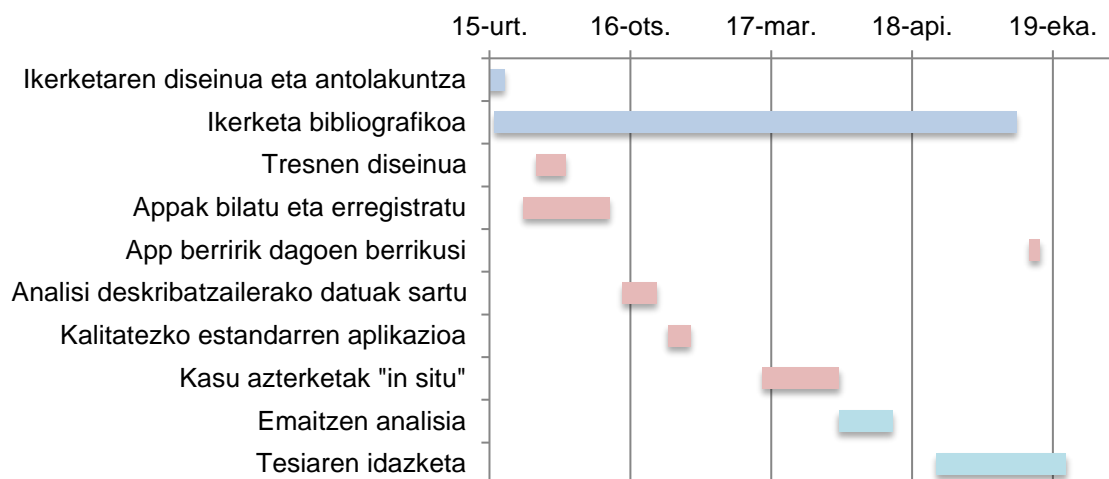 15-urt. 16-ots. 17-mar. 18-api. 19-eka.
Ikerketaren diseinua eta antolakuntza
Ikerketa bibliografikoa
Tresnen diseinua
Appak bilatu eta erregistratu
App berririk dagoen berrikusi
Analisi deskribatzailerako datuak sartu
Kalitatezko estandarren aplikazioa
Kasu azterketak "in situ"
Emaitzen analisia
Tesiaren idazketa